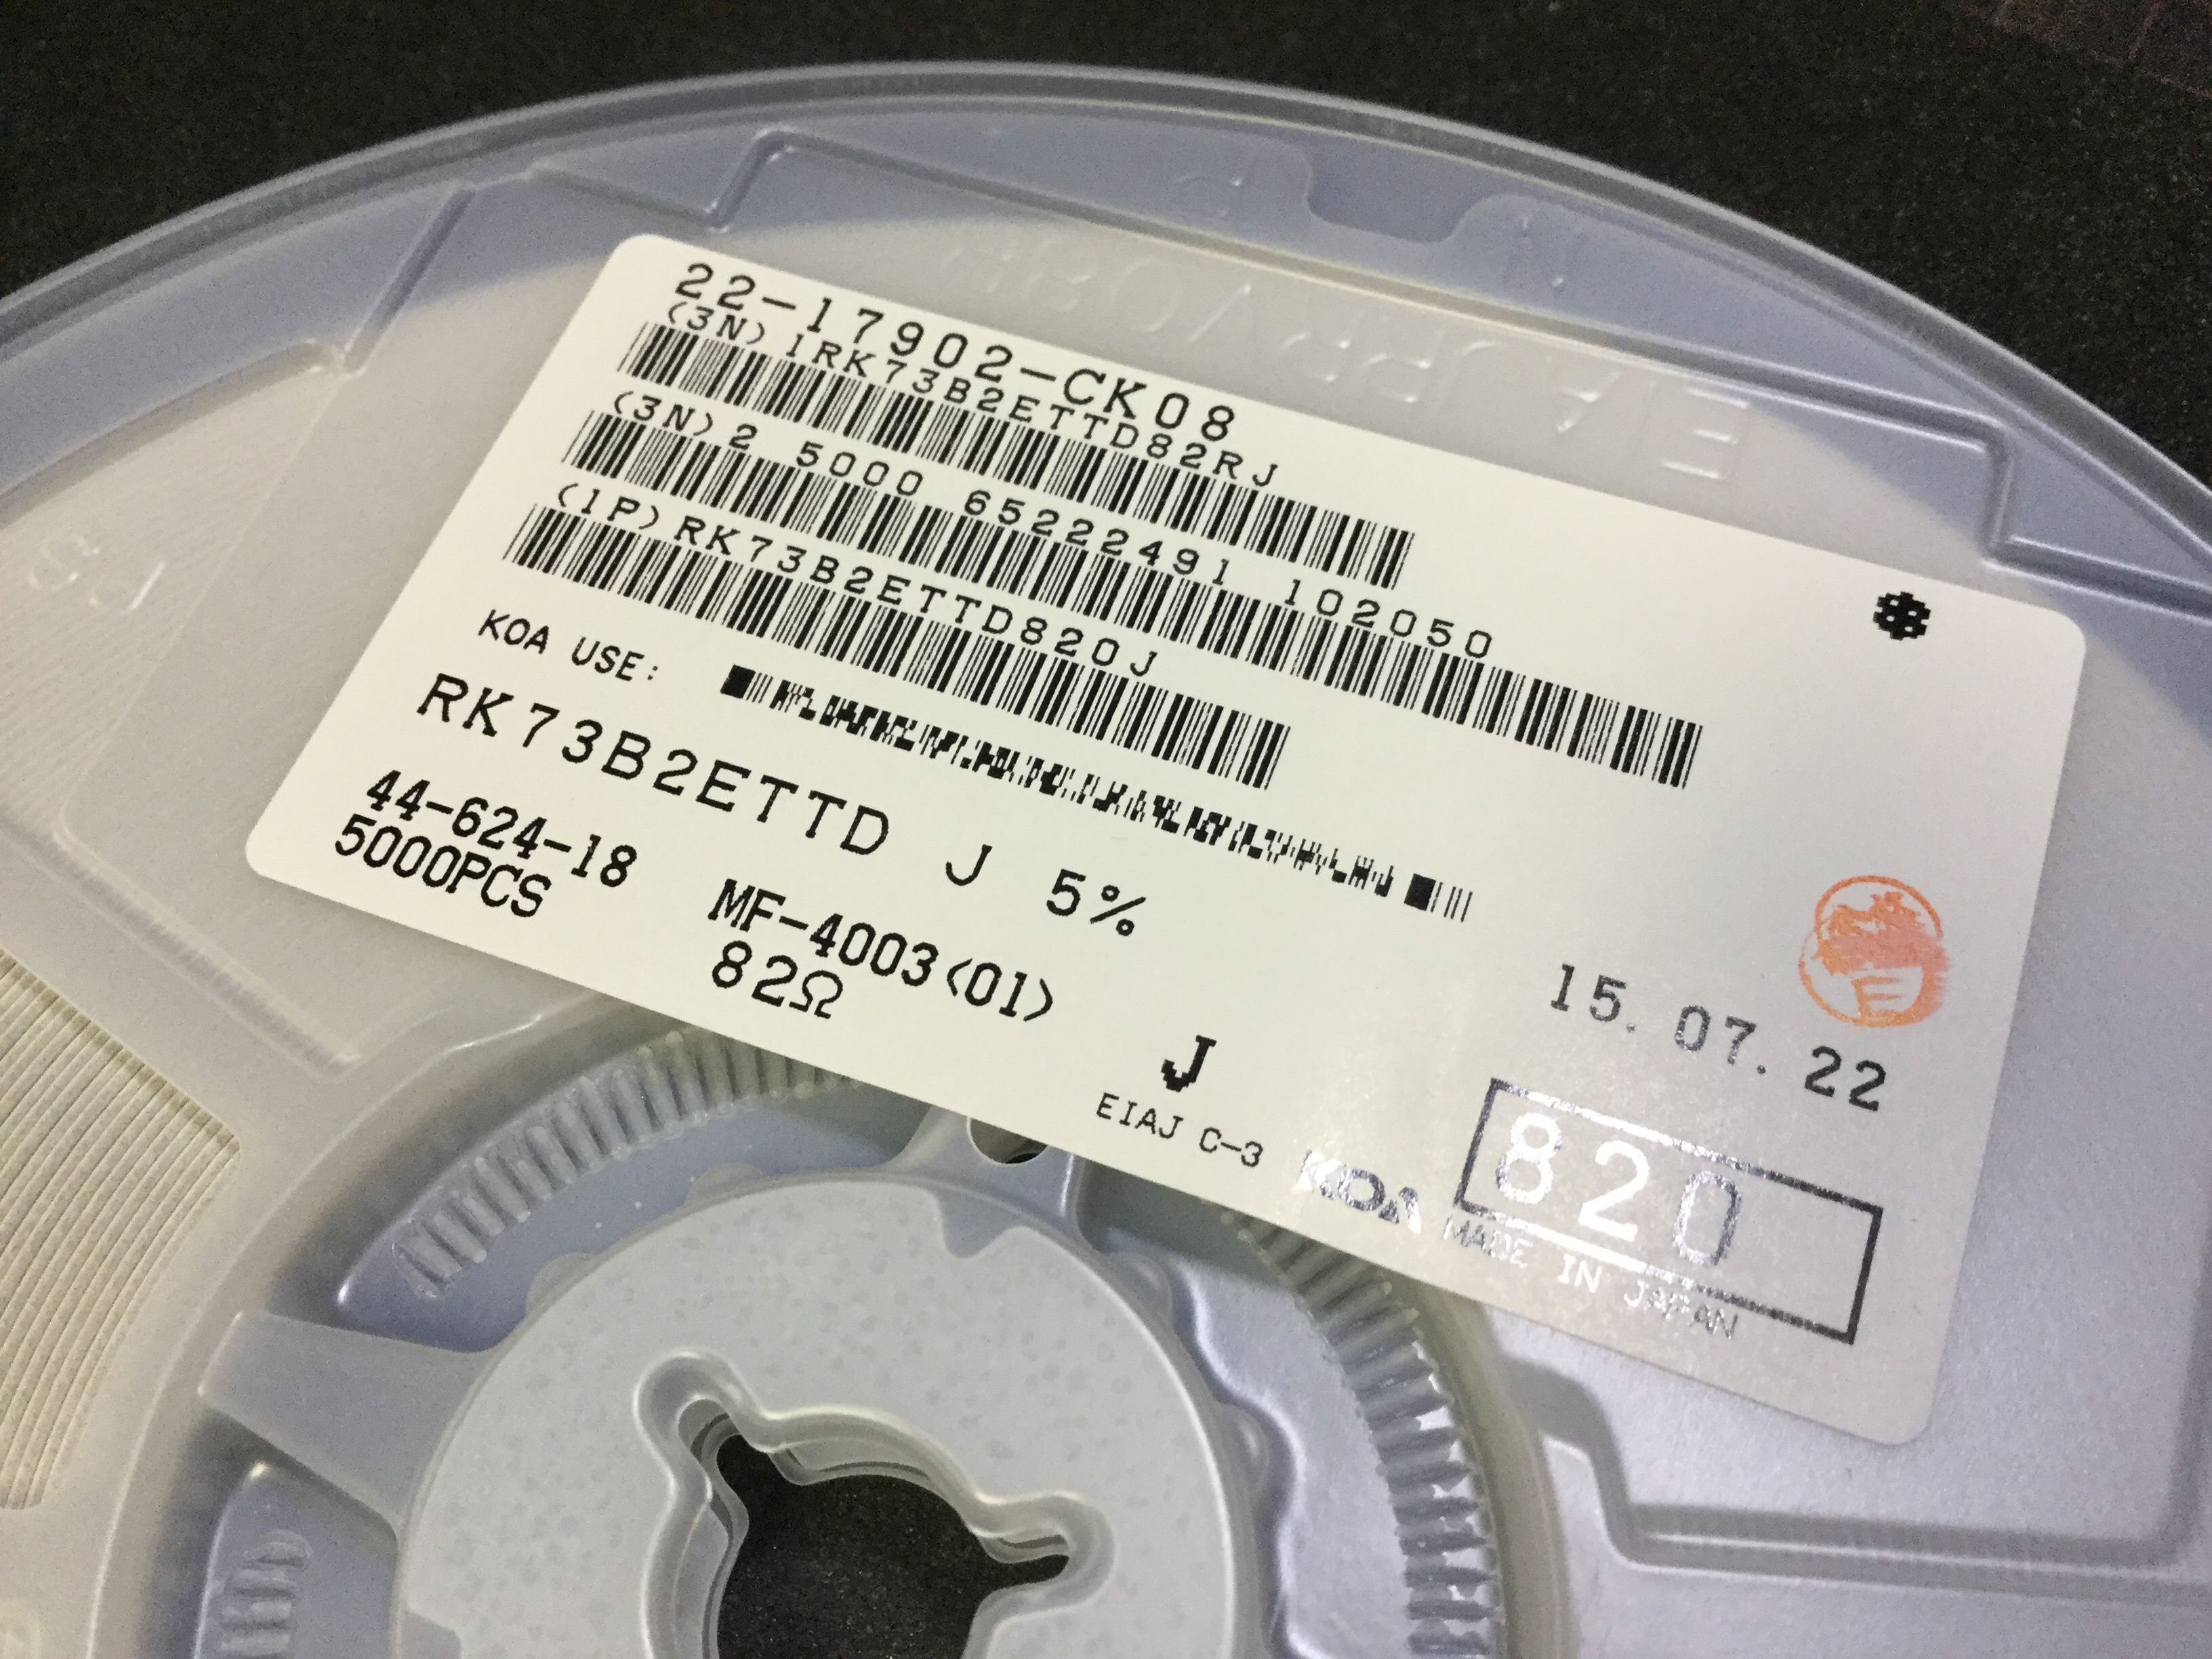 22-17902-CK08
(3N) 1RK73B2ETTD82RJ
(3N)2 5000 65222491 102050
(1P)RK73B2ETTD820J
KOA USE:
RK73B2ETTD J 5%
44-624-18
5000PCS
MF-4003<01>
82Ω
J
EIAJ C-3
15. 07. 22
KOA
820
MADE IN JAPAN